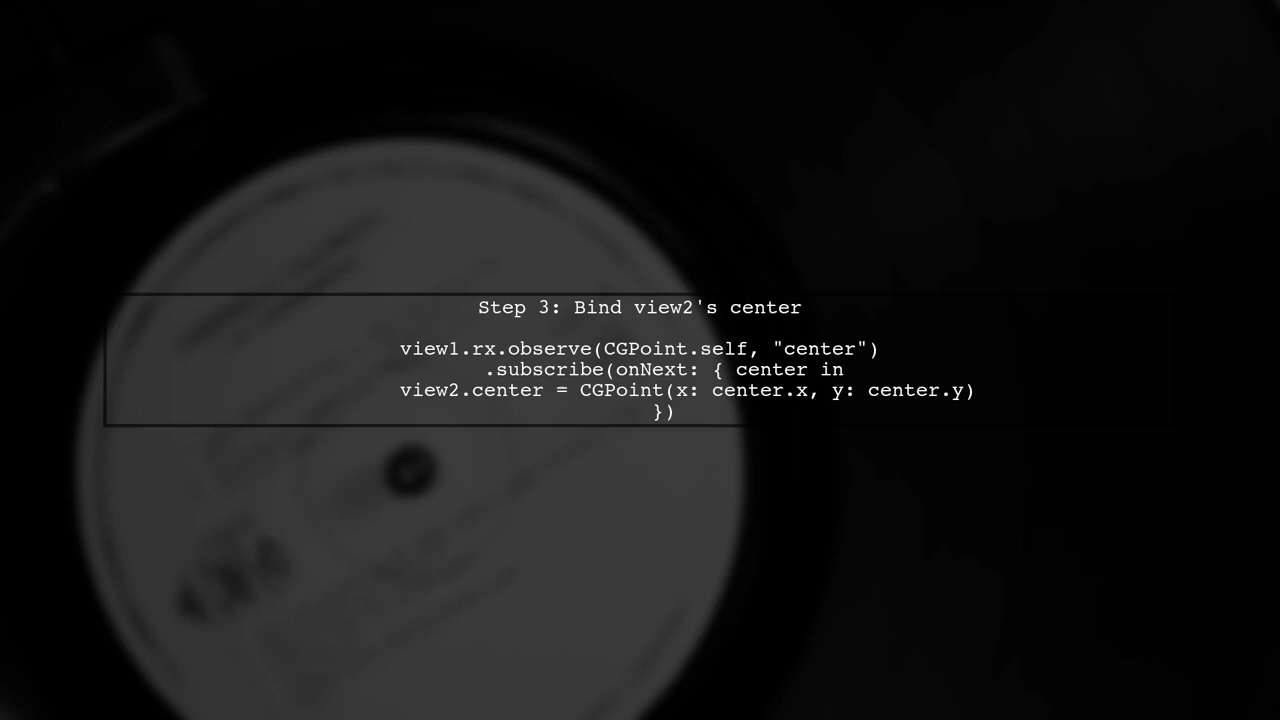 Step 3: Bind view2's center
view1.rx.observe(CGPoint.self, "center")
.subscribe(onNext: { center in
view2.center = CGPoint(x: center.x, y: center.y)
})